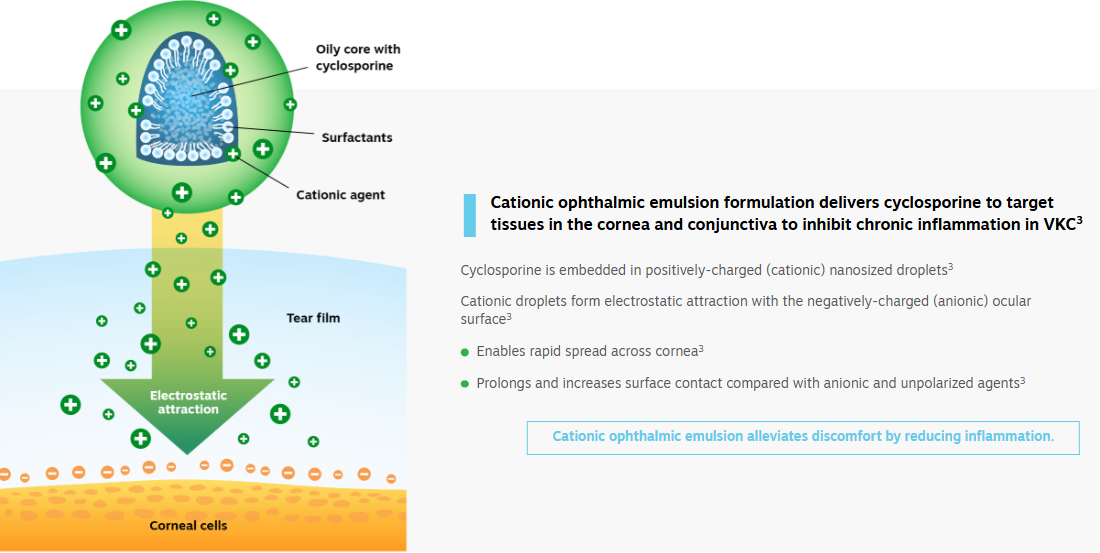 Oily core with
cyclosporine
Surfactants
Cationic agent
Tear film
Electrostatic
attraction
Corneal cells
Cationic ophthalmic emulsion formulation delivers cyclosporine to target
tissues in the cornea and conjunctiva to inhibit chronic inflammation in VKC³
Cyclosporine is embedded in positively-charged (cationic) nanosized droplets³
Cationic droplets form electrostatic attraction with the negatively-charged (anionic) ocular
surface³
Enables rapid spread across cornea³
Prolongs and increases surface contact compared with anionic and unpolarized agents³
Cationic ophthalmic emulsion alleviates discomfort by reducing inflammation.